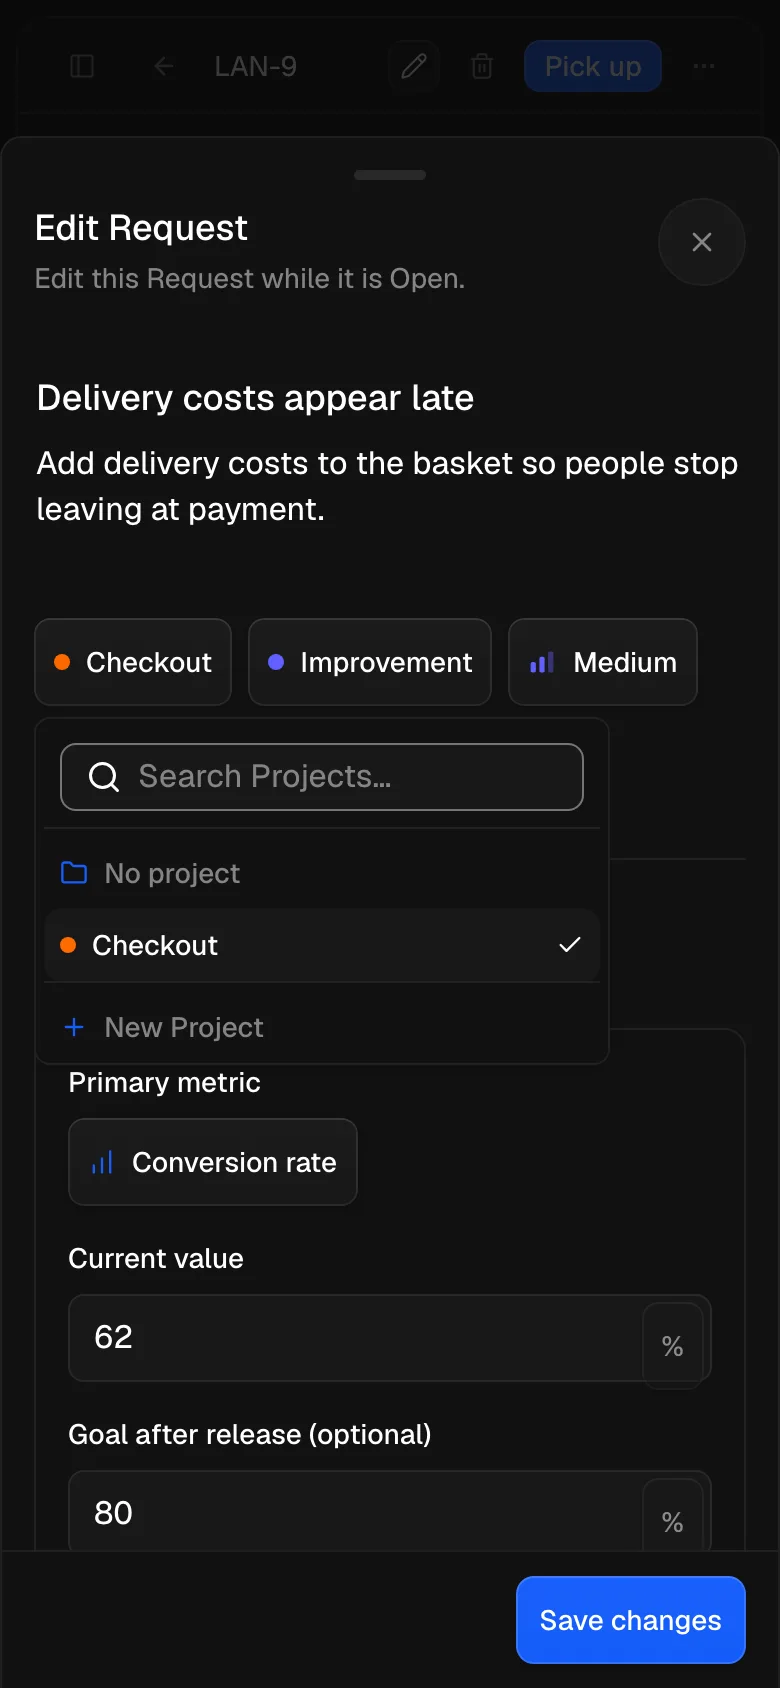 LAN-9
Pick up
Edit Request
Edit this Request while it is Open.
Delivery costs appear late
Add delivery costs to the basket so people stop
leaving at payment.
Checkout
Improvement
Medium
Search Projects...
No project
Checkout
New Project
Primary metric
Conversion rate
Current value
62
%
Goal after release (optional)
80
%
Save changes